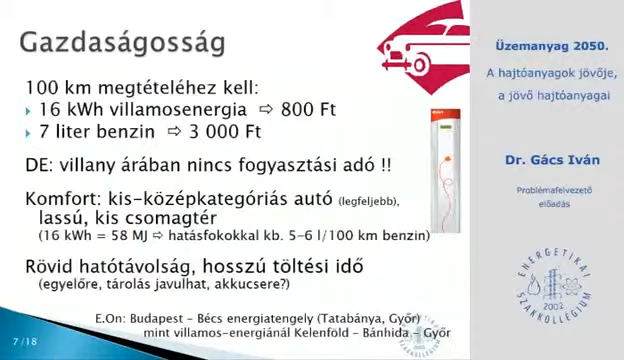 Gazdaságosság
100 km megtételéhez kell:
16 kWh villamosenergia ⇨ 800 Ft
7 liter benzin ⇨ 3 000 Ft
DE: villany árában nincs fogyasztási adó !!
Komfort: kis-középkategóriás autó (legfeljebb),
lassú, kis csomagtér
(16 kWh = 58 MJ ⇨ hatásfokokkal kb. 5-6 l/100 km benzin)
Rövid hatótávolság, hosszú töltési idő
(egyelőre, tárolás javulhat, akkucsere?)
E.On: Budapest - Bécs energiatengely (Tatabánya, Győr)
mint villamos-energiánál Kelenföld - Bánhida - Győr
7 / 18
Üzemanyag 2050.
A hajtóanyagok jövője,
a jövő hajtóanyagai
Dr. Gács Iván
Problémafelvezető
előadás
ENERGETIKAI
SZAKKOLLÉGIUM
2002